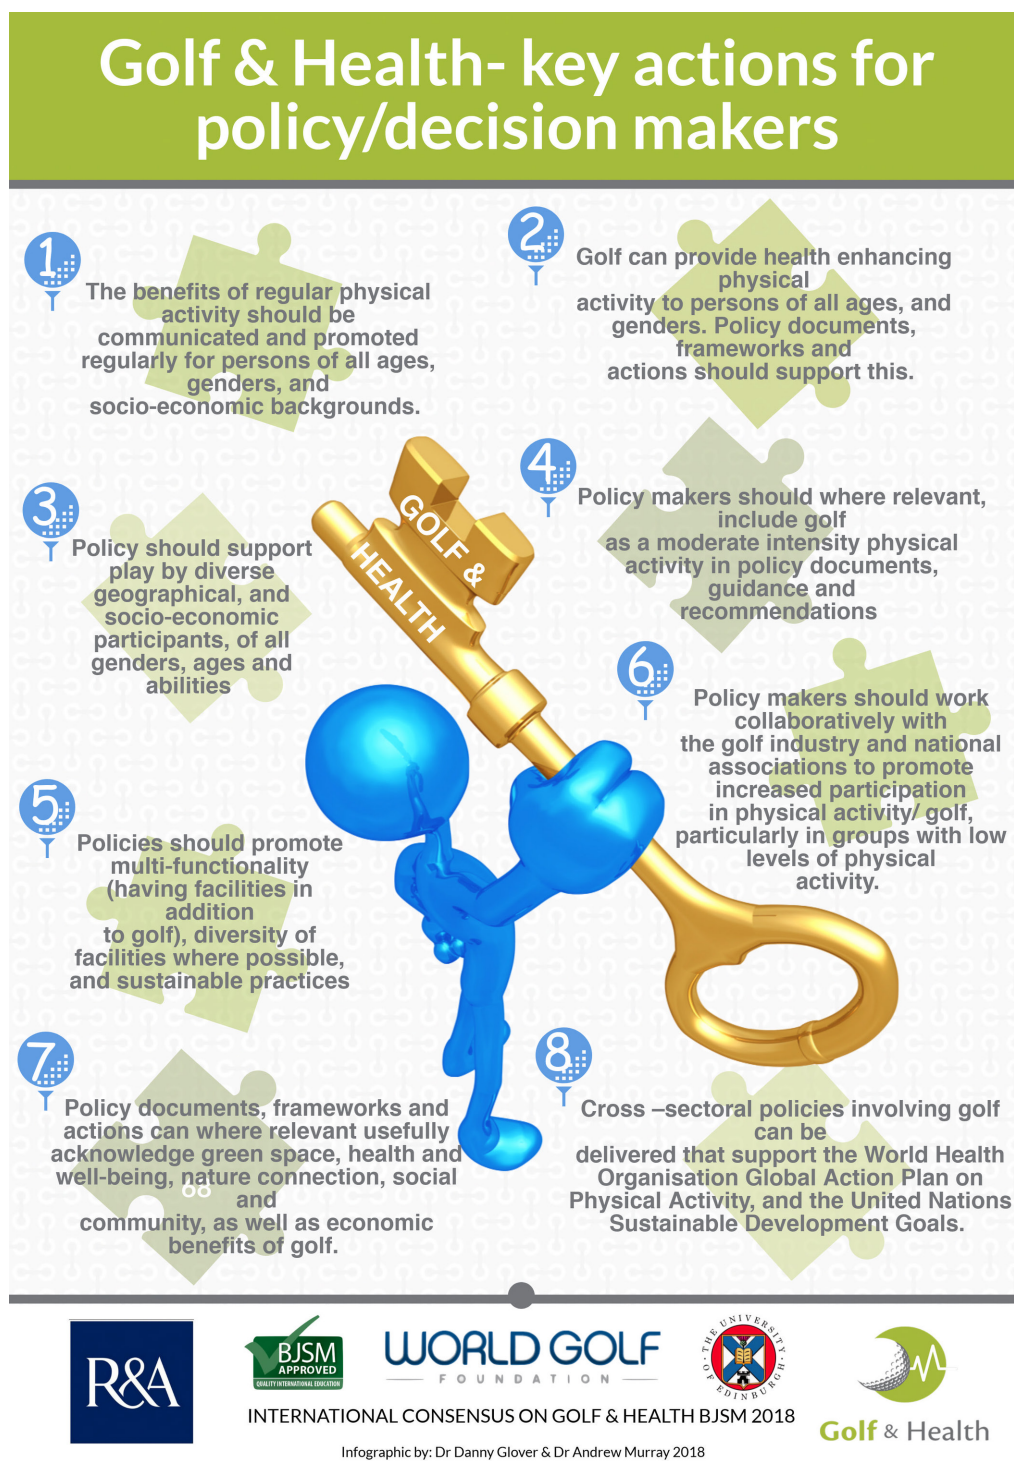 Golf & Health- key actions for
policy/decision makers
1
The benefits of regular physical
activity should be
communicated and promoted
regularly for persons of all ages,
genders, and
socio-economic backgrounds.
2
Golf can provide health enhancing
physical
activity to persons of all ages, and
genders. Policy documents,
frameworks and
actions should support this.
3
Policy should support
play by diverse
geographical, and
socio-economic
participants, of all
genders, ages and
abilities
4
Policy makers should where relevant,
include golf
as a moderate intensity physical
activity in policy documents,
guidance and
recommendations
GOLF &
HEALTH
5
Policies should promote
multi-functionality
(having facilities in
addition
to golf), diversity of
facilities where possible,
and sustainable practices
6
Policy makers should work
collaboratively with
the golf industry and national
associations to promote
increased participation
in physical activity/ golf,
particularly in groups with low
levels of physical
activity.
7
Policy documents, frameworks and
actions can where relevant usefully
acknowledge green space, health and
well-being, nature connection, social
68
and
community, as well as economic
benefits of golf.
8
Cross –sectoral policies involving golf
can be
delivered that support the World Health
Organisation Global Action Plan on
Physical Activity, and the United Nations
Sustainable Development Goals.
R&A
BJSM
APPROVED
QUALITY INTERNATIONAL EDUCATION
WORLD GOLF
FOUNDATION
THE UNIVERSITY
OF EDINBURGH
Golf & Health
INTERNATIONAL CONSENSUS ON GOLF & HEALTH BJSM 2018
Infographic by: Dr Danny Glover & Dr Andrew Murray 2018